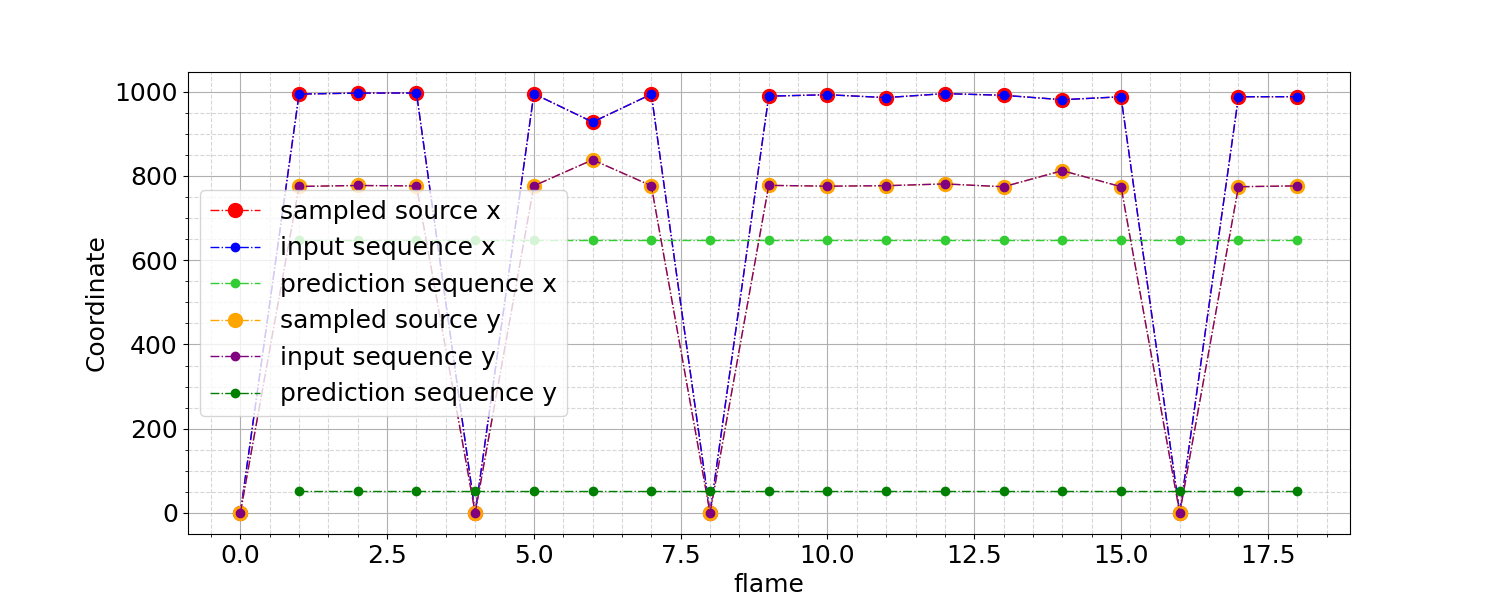 1000
800
600
400
200
0
Coordinate
sampled source x
input sequence x
prediction sequence x
sampled source y
input sequence y
prediction sequence y
0.0 2.5 5.0 7.5 10.0 12.5 15.0 17.5
flame